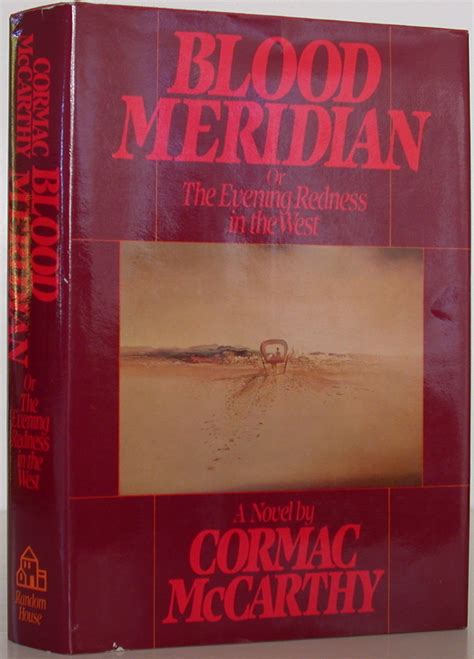 BLOOD
MERIDIAN
Or
The Evening Redness
in the West
A Novel by
CORMAC
McCARTHY
CORMAC
McCARTHY
BLOOD
MERIDIAN
Or
The
Evening
Redness
in the
West
Random
House